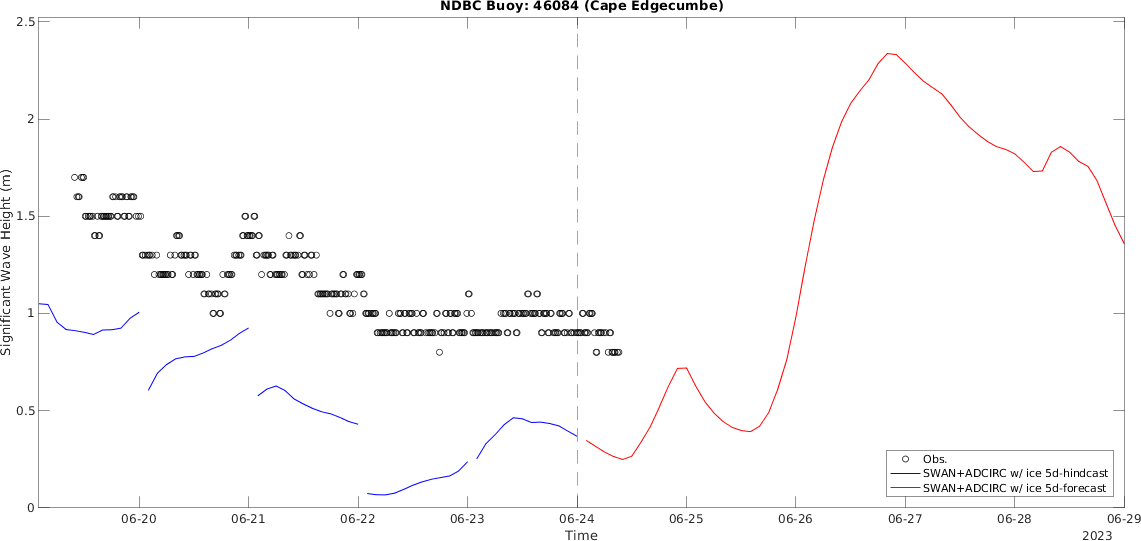 NDBC Buoy: 46084 (Cape Edgecumbe)
Significant Wave Height (m)
2.5
2
1.5
1
0.5
0
Obs.
SWAN+ADCIRC w/ ice 5d-hindcast
SWAN+ADCIRC w/ ice 5d-forecast
06-20 06-21 06-22 06-23 06-24 06-25 06-26 06-27 06-28 06-29
Time
2023